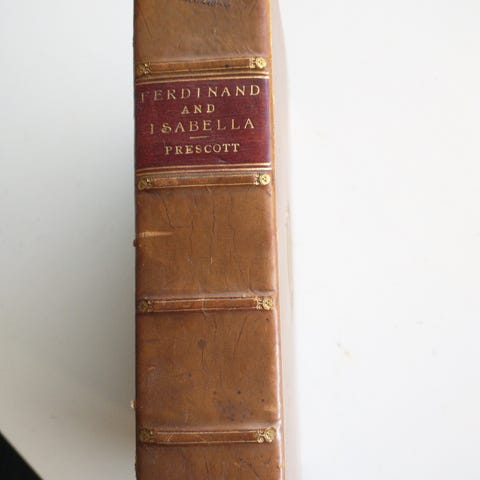 FERDINAND
AND
ISABELLA
PRESCOTT